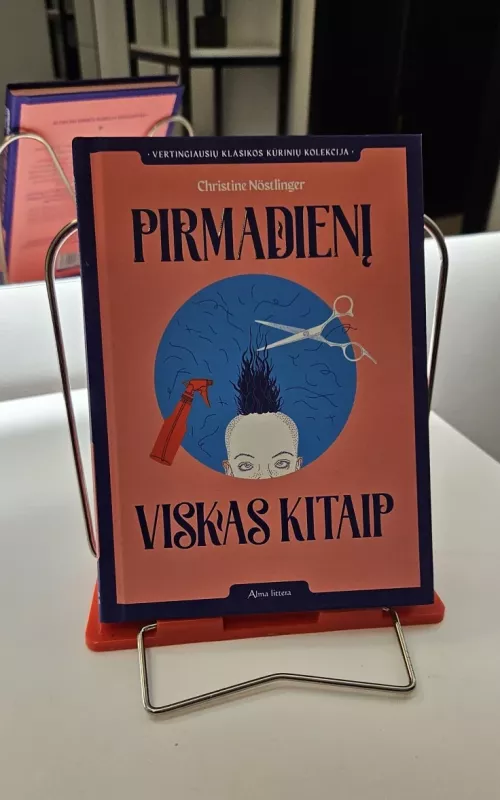 · VERTINGIAUSIŲ KLASIKOS KŪRINIŲ KOLEKCIJA ·
Christine Nöstlinger
PIRMADIENĮ
VISKAS KITAIP
Alma littera